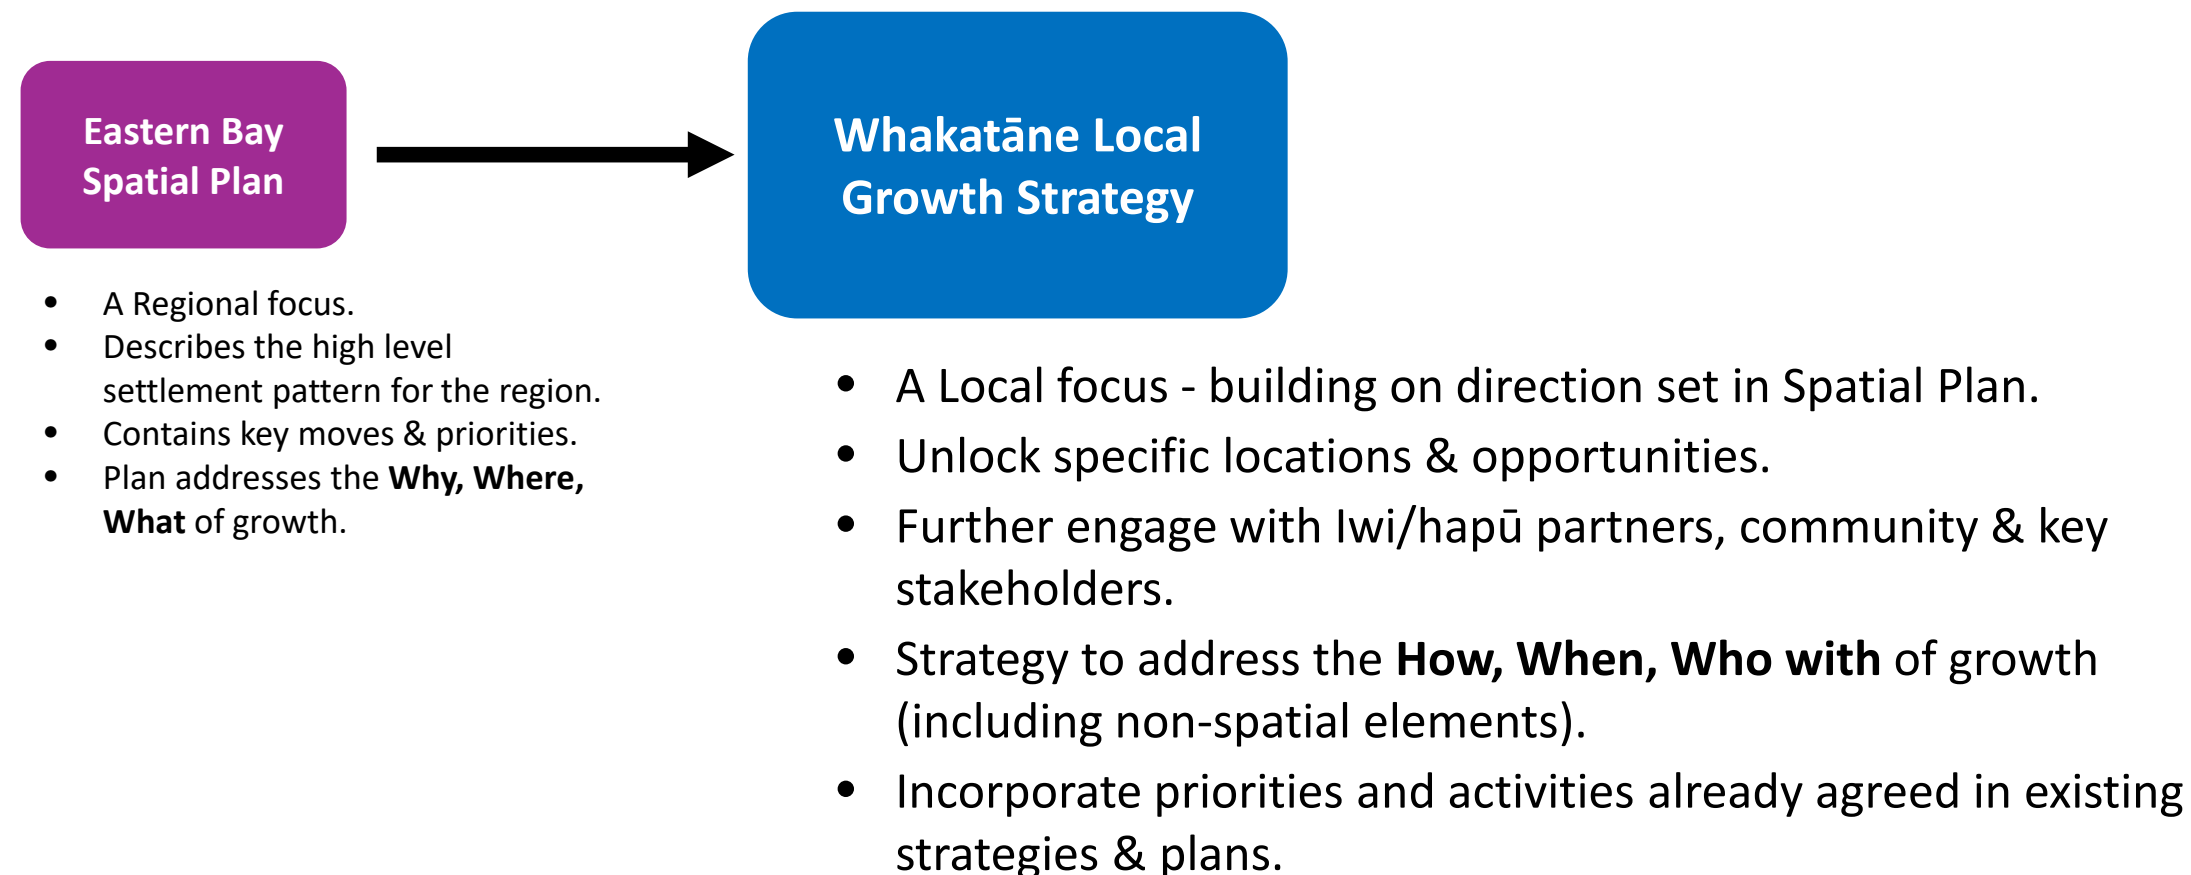 Eastern Bay
Spatial Plan
• A Regional focus.
• Describes the high level
settlement pattern for the region.
• Contains key moves & priorities.
• Plan addresses the Why, Where,
What of growth.
Whakatāne Local
Growth Strategy
• A Local focus - building on direction set in Spatial Plan.
• Unlock specific locations & opportunities.
• Further engage with Iwi/hapū partners, community & key
stakeholders.
• Strategy to address the How, When, Who with of growth
(including non-spatial elements).
• Incorporate priorities and activities already agreed in existing
strategies & plans.